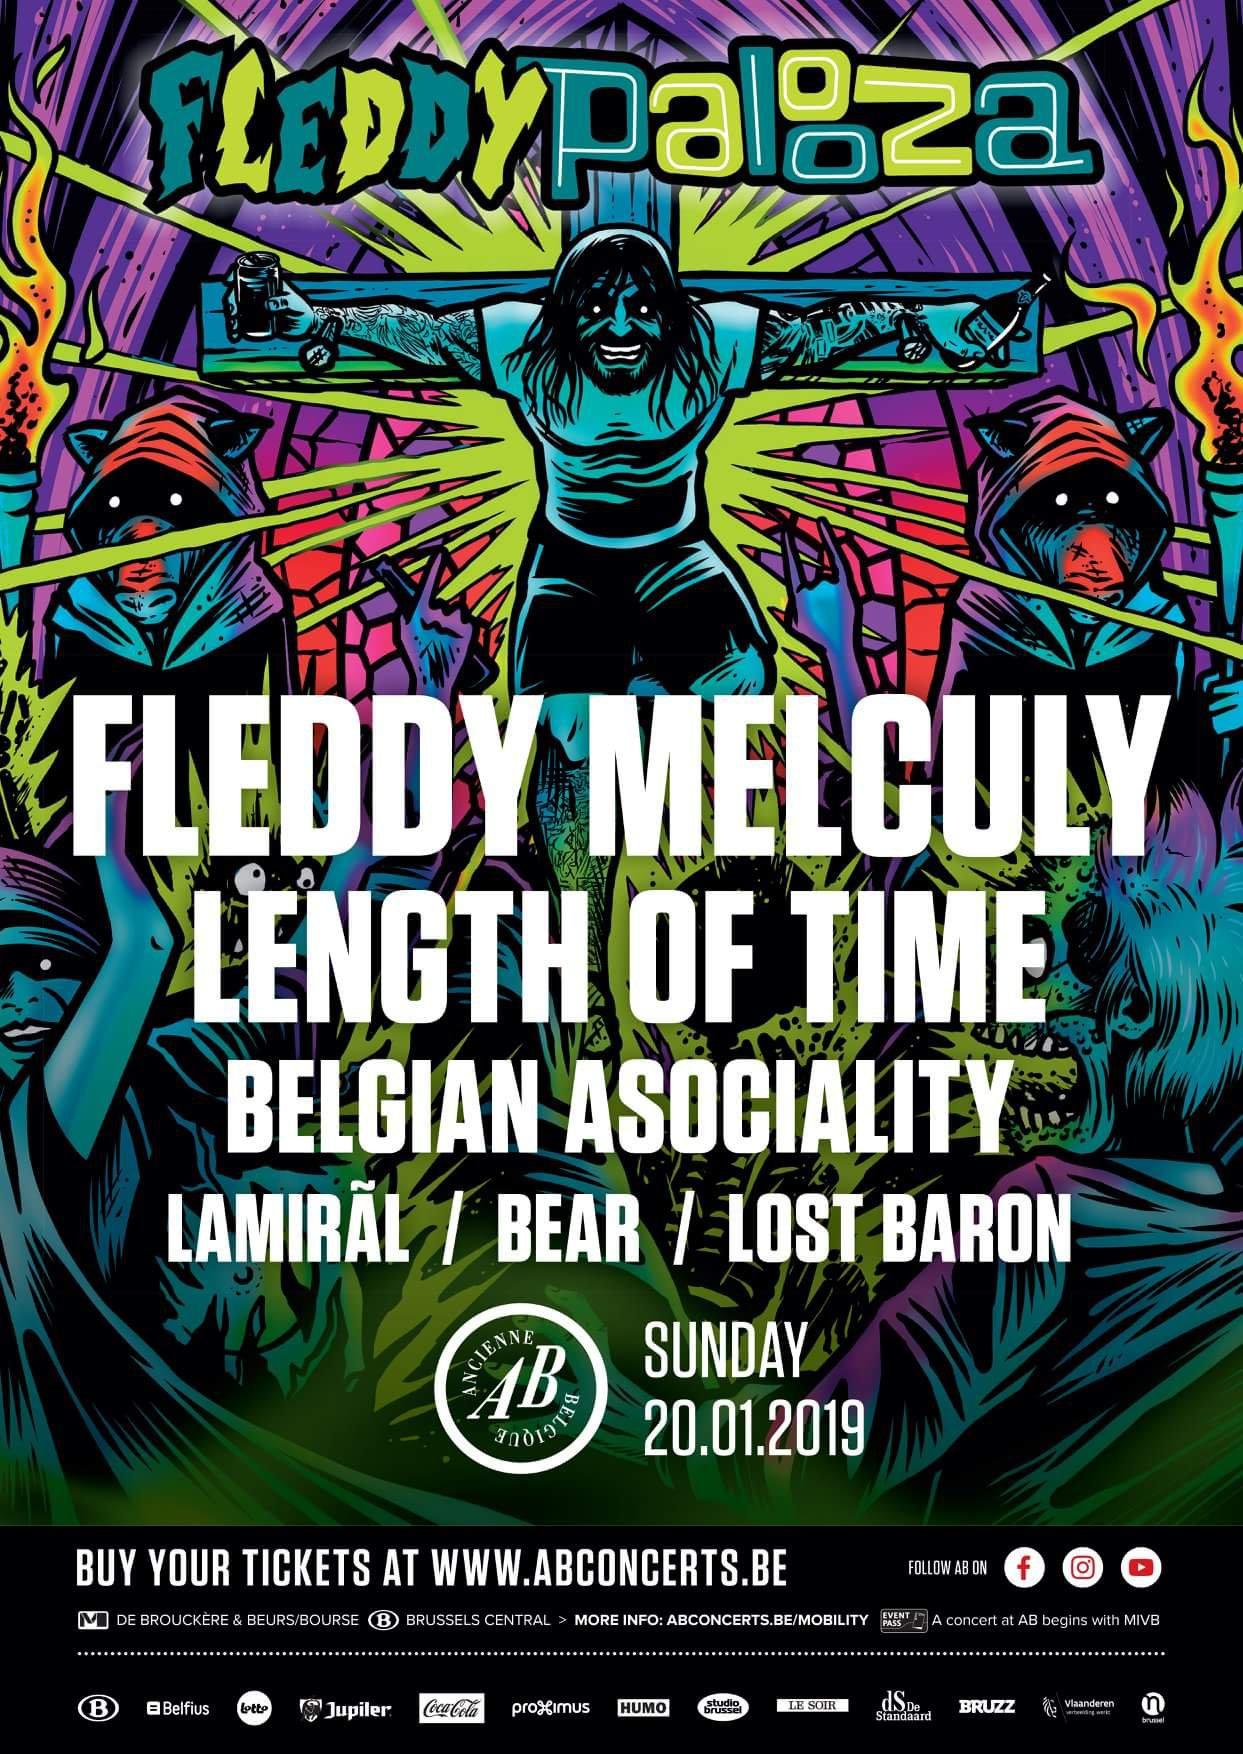 FLEDDYPALOOZA
FLEDDY MELCULY
LENGTH OF TIME
BELGIAN ASOCIALITY
LAMIRÃL / BEAR / LOST BARON
ANCIENNE
AB
BELGIQUE
SUNDAY
20.01.2019
BUY YOUR TICKETS AT WWW.ABCONCERTS.BE
FOLLOW AB ON
M DE BROUCKÈRE & BEURS/BOURSE B BRUSSELS CENTRAL > MORE INFO: ABCONCERTS.BE/MOBILITY EVENT PASS A concert at AB begins with MIVB
B Belfius Lotto Jupiler Coca-Cola proximus HUMO studio brussel LE SOIR dS De Standaard BRUZZ Vlaanderen verbeelding werkt n brussel